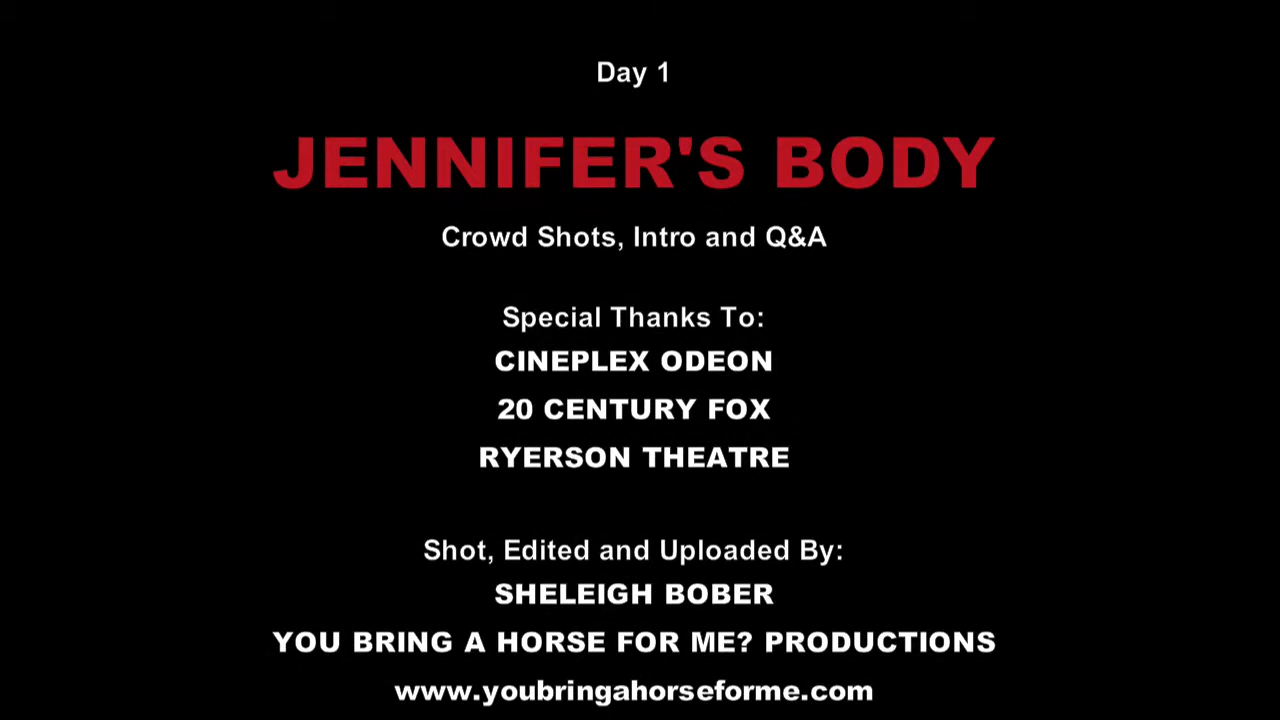 Day 1
JENNIFER'S BODY
Crowd Shots, Intro and Q&A
Special Thanks To:
CINEPLEX ODEON
20 CENTURY FOX
RYERSON THEATRE
Shot, Edited and Uploaded By:
SHELEIGH BOBER
YOU BRING A HORSE FOR ME? PRODUCTIONS
www.youbringahorseforme.com